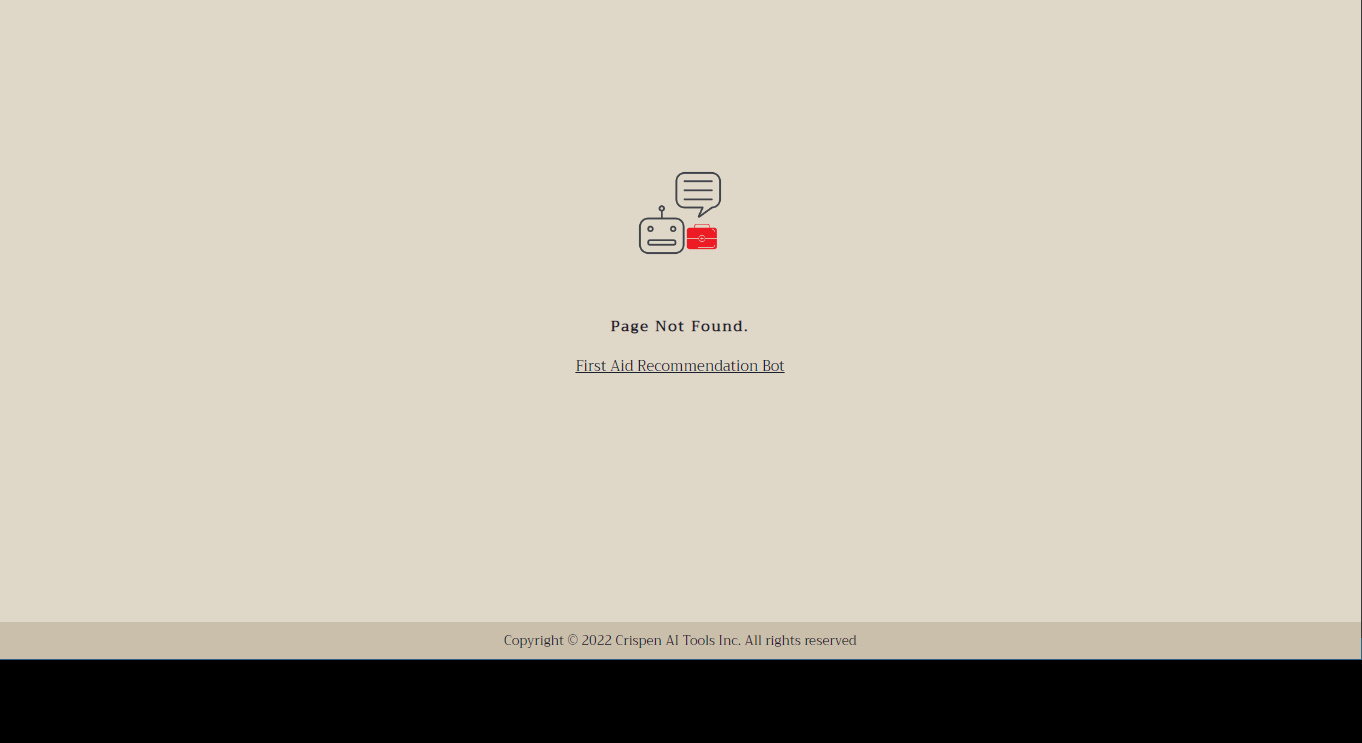 Page Not Found.
First Aid Recommendation Bot
Copyright © 2022 Crispen AI Tools Inc. All rights reserved